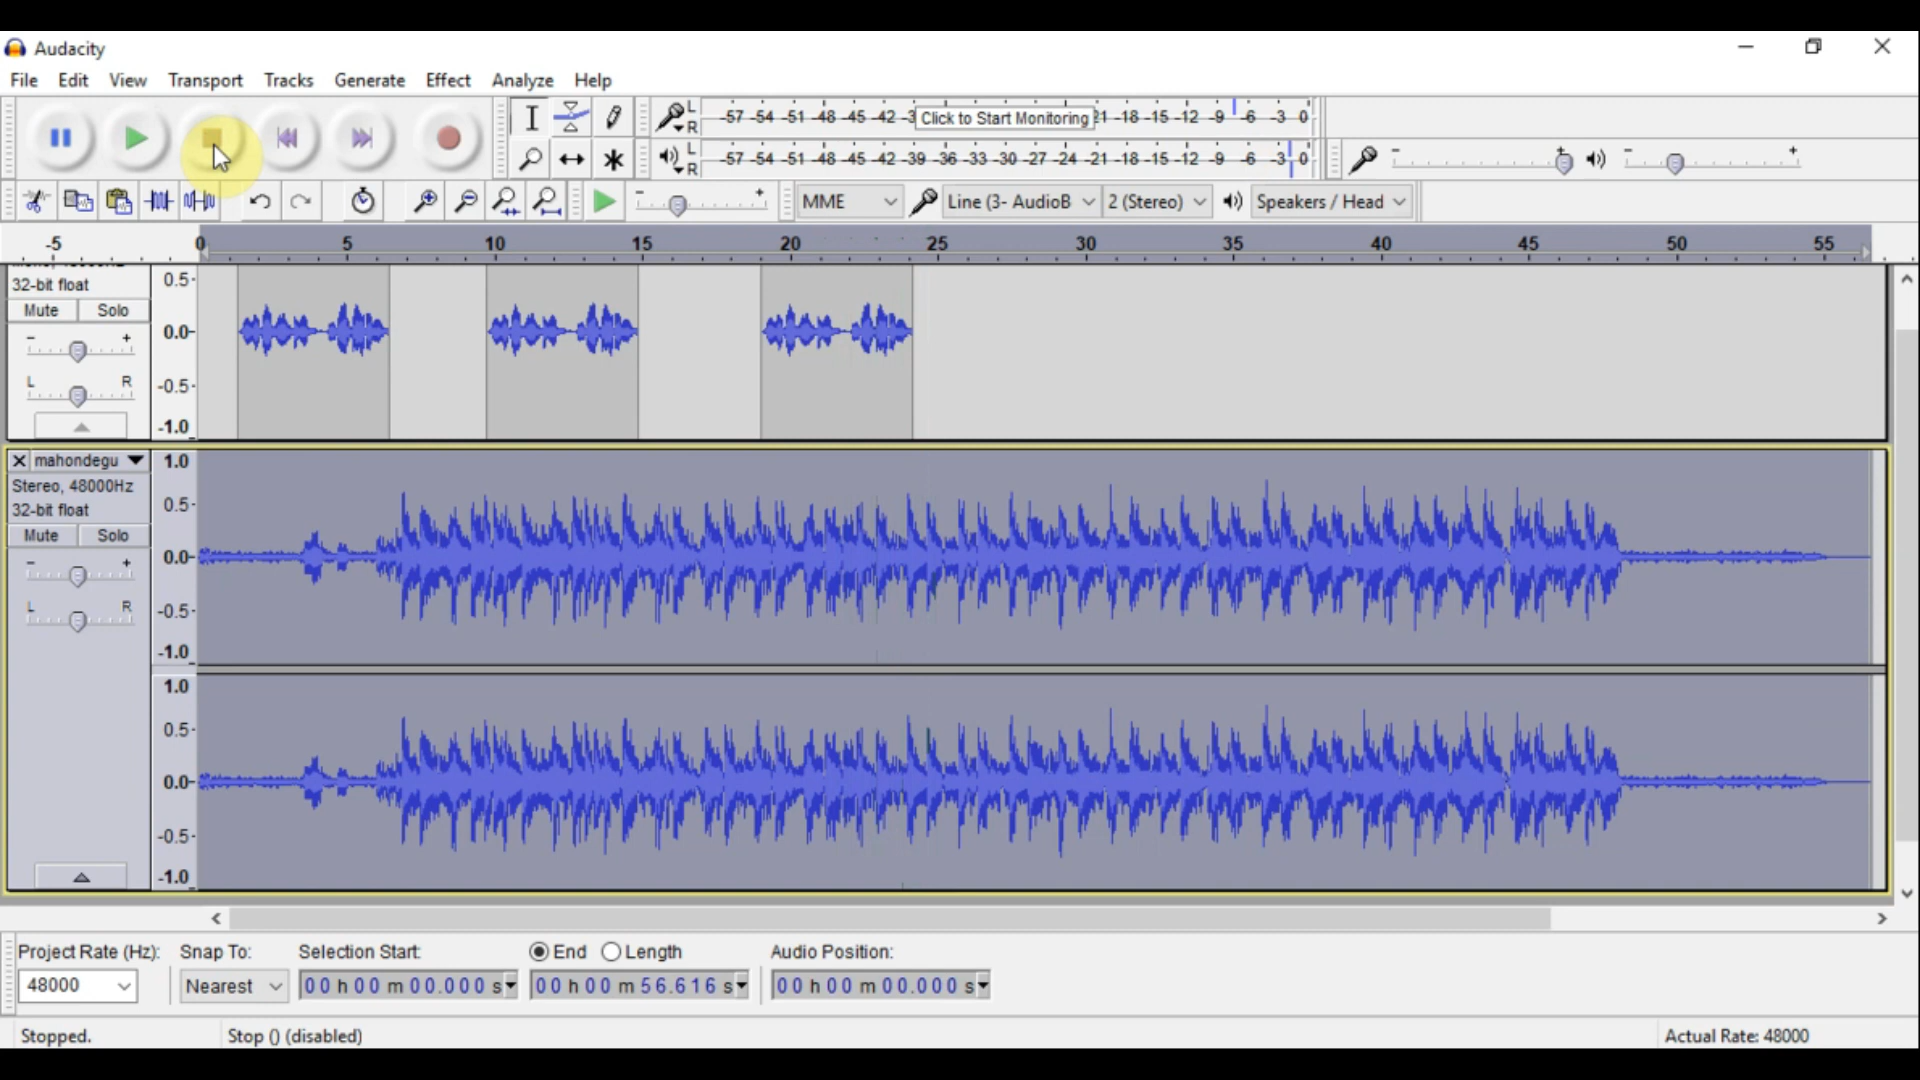 Audacity
File Edit View Transport Tracks Generate Effect Analyze Help
L
R
-57 -54 -51 -48 -45 -42 Click to Start Monitoring -18 -15 -12 -9 -6 -3 0
L
R
-57 -54 -51 -48 -45 -42 -39 -36 -33 -30 -27 -24 -21 -18 -15 -12 -9 -6 -3 0
MME Line (3- AudioB 2 (Stereo) Speakers / Head
-5 0 5 10 15 20 25 30 35 40 45 50 55
32-bit float
Mute Solo
- +
L R
0.5
0.0
-0.5
-1.0
mahondegu
Stereo, 48000Hz
32-bit float
Mute Solo
- +
L R
1.0
0.5
0.0
-0.5
-1.0
1.0
0.5
0.0
-0.5
-1.0
Project Rate (Hz): Snap To: Selection Start: End Length Audio Position:
48000 Nearest 00 h 00 m 00.000 s 00 h 00 m 56.616 s 00 h 00 m 00.000 s
Stopped. Stop () (disabled) Actual Rate: 48000